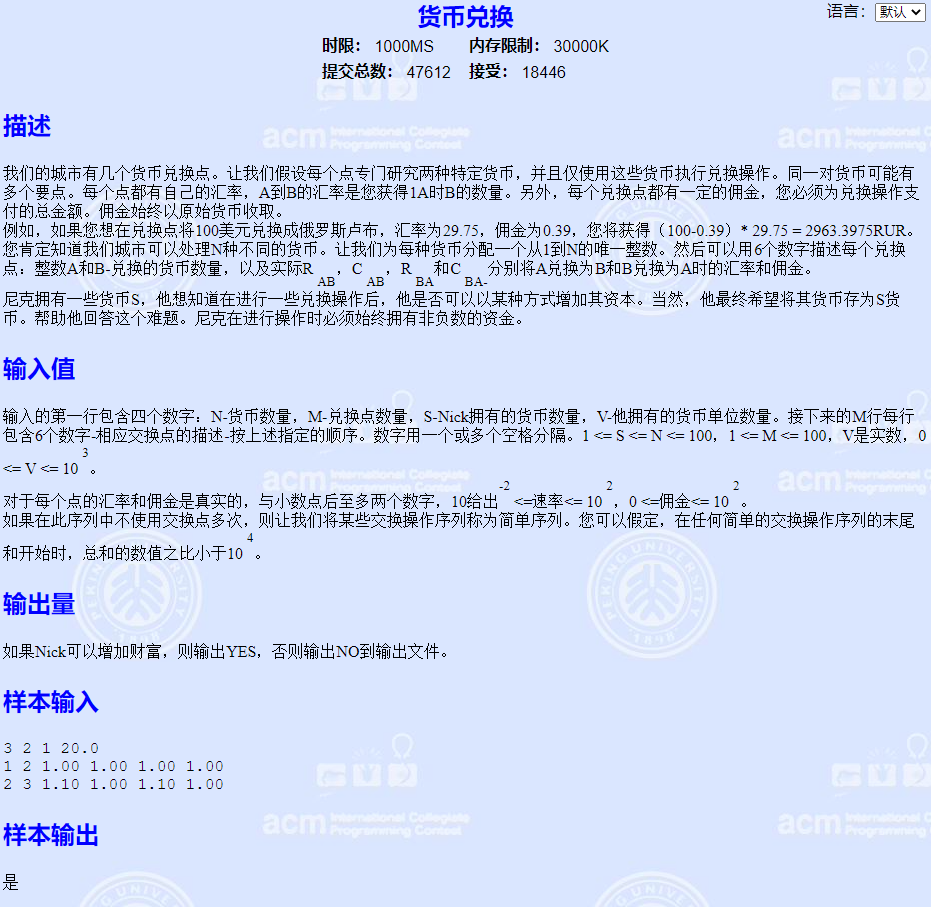 货币兑换
语言： 默认
时限： 1000MS 内存限制： 30000K
提交总数： 47612 接受： 18446
描述
我们的城市有几个货币兑换点。让我们假设每个点专门研究两种特定货币，并且仅使用这些货币执行兑换操作。同一对货币可能有
多个要点。每个点都有自己的汇率，A到B的汇率是您获得1A时B的数量。另外，每个兑换点都有一定的佣金，您必须为兑换操作支
付的总金额。佣金始终以原始货币收取。
例如，如果您想在兑换点将100美元兑换成俄罗斯卢布，汇率为29.75，佣金为0.39，您将获得（100-0.39）* 29.75 = 2963.3975RUR。
您肯定知道我们城市可以处理N种不同的货币。让我们为每种货币分配一个从1到N的唯一整数。然后可以用6个数字描述每个兑换
点：整数A和B-兑换的货币数量，以及实际R AB ，C AB ，R BA 和C BA- 分别将A兑换为B和B兑换为A时的汇率和佣金。
尼克拥有一些货币S，他想知道在进行一些兑换操作后，他是否可以以某种方式增加其资本。当然，他最终希望将其货币存为S货
币。帮助他回答这个难题。尼克在进行操作时必须始终拥有非负数的资金。
输入值
输入的第一行包含四个数字：N-货币数量，M-兑换点数量，S-Nick拥有的货币数量，V-他拥有的货币单位数量。接下来的M行每行
包含6个数字-相应交换点的描述-按上述指定的顺序。数字用一个或多个空格分隔。1 <= S <= N <= 100，1 <= M <= 100，V是实数，0
<= V <= 10 3 。
对于每个点的汇率和佣金是真实的，与小数点后至多两个数字，10给出 -2 <=速率<= 10 2 ，0 <=佣金<= 10 2 。
如果在此序列中不使用交换点多次，则让我们将某些交换操作序列称为简单序列。您可以假定，在任何简单的交换操作序列的末尾
和开始时，总和的数值之比小于10 4 。
输出量
如果Nick可以增加财富，则输出YES，否则输出NO到输出文件。
样本输入
3 2 1 20.0
1 2 1.00 1.00 1.00 1.00
2 3 1.10 1.00 1.10 1.00
样本输出
是